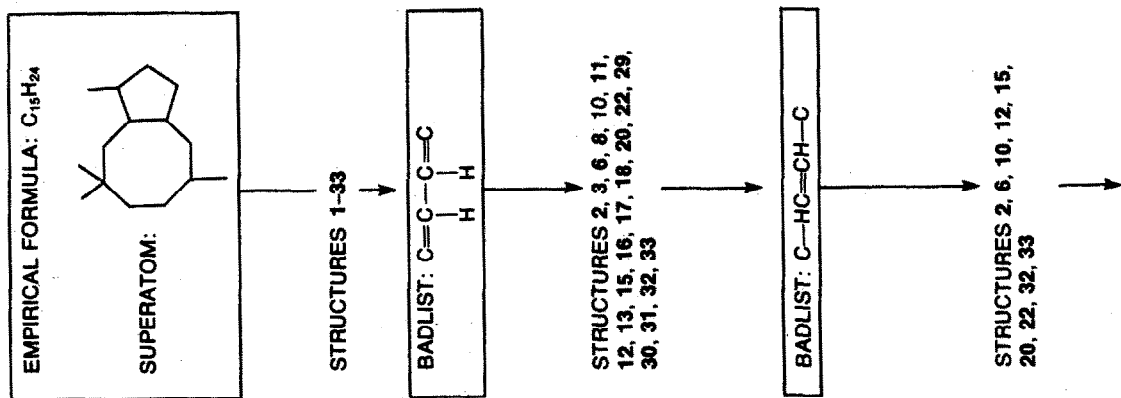 EMPIRICAL FORMULA: C₁₅H₂₄
SUPERATOM:
STRUCTURES 1–33
BADLIST: C=C–C=C
H H
STRUCTURES 2, 3, 6, 8, 10, 11,
12, 13, 15, 16, 17, 18, 20, 22, 29,
30, 31, 32, 33
BADLIST: C—HC=CH—C
STRUCTURES 2, 6, 10, 12, 15,
20, 22, 32, 33